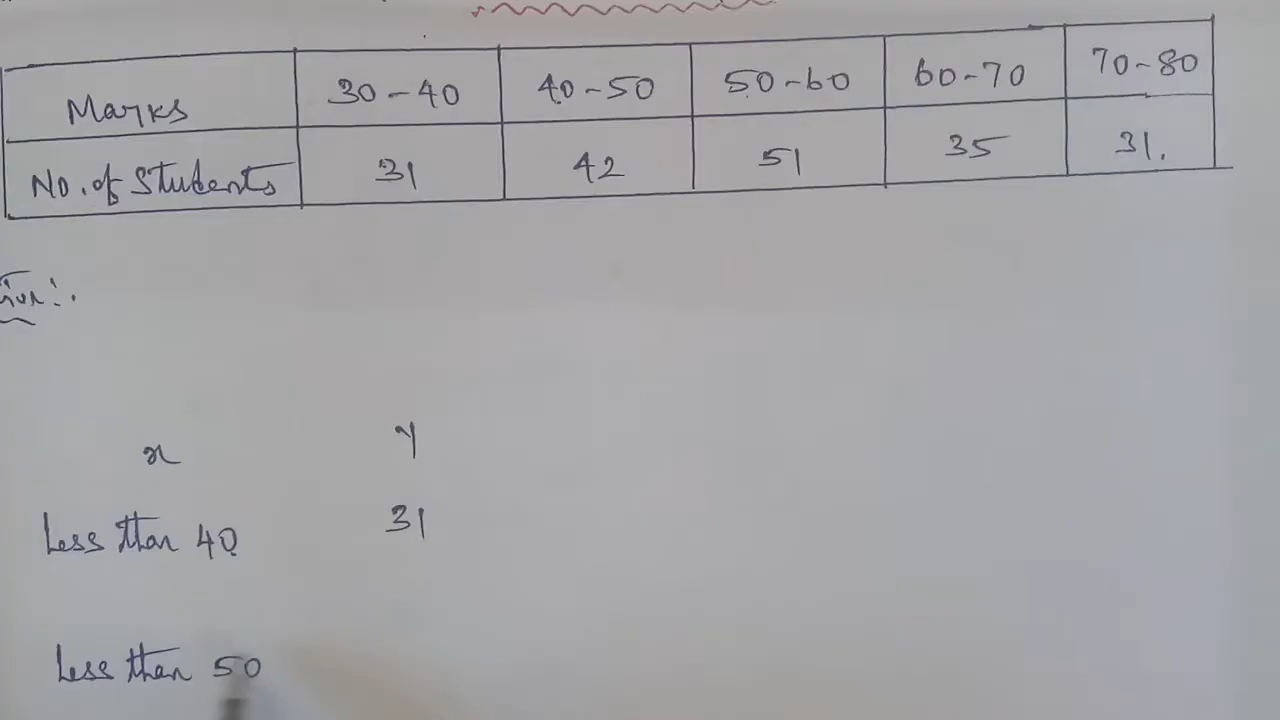 Marks 30-40 40-50 50-60 60-70 70-80
No. of Students 31 42 51 35 31.
x y
Less than 40 31
Less than 50